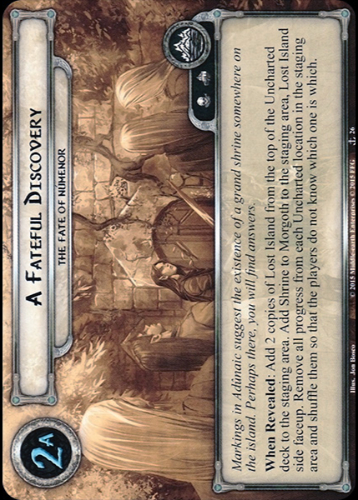 2A
A Fateful Discovery
The Fate of Númenor
Markings in Adûnaic suggest the existence of a grand shrine somewhere on
the island. Perhaps there, you will find answers.
When Revealed: Add 2 copies of Lost Island from the top of the Uncharted
deck to the staging area. Add Shrine to Morgoth to the staging area, Lost Island
side faceup. Remove all progress from each Uncharted location in the staging
area and shuffle them so that the players do not know which one is which.
Illus. Jon Bosco © 2015 Middle-earth Enterprises © 2015 FFG 26